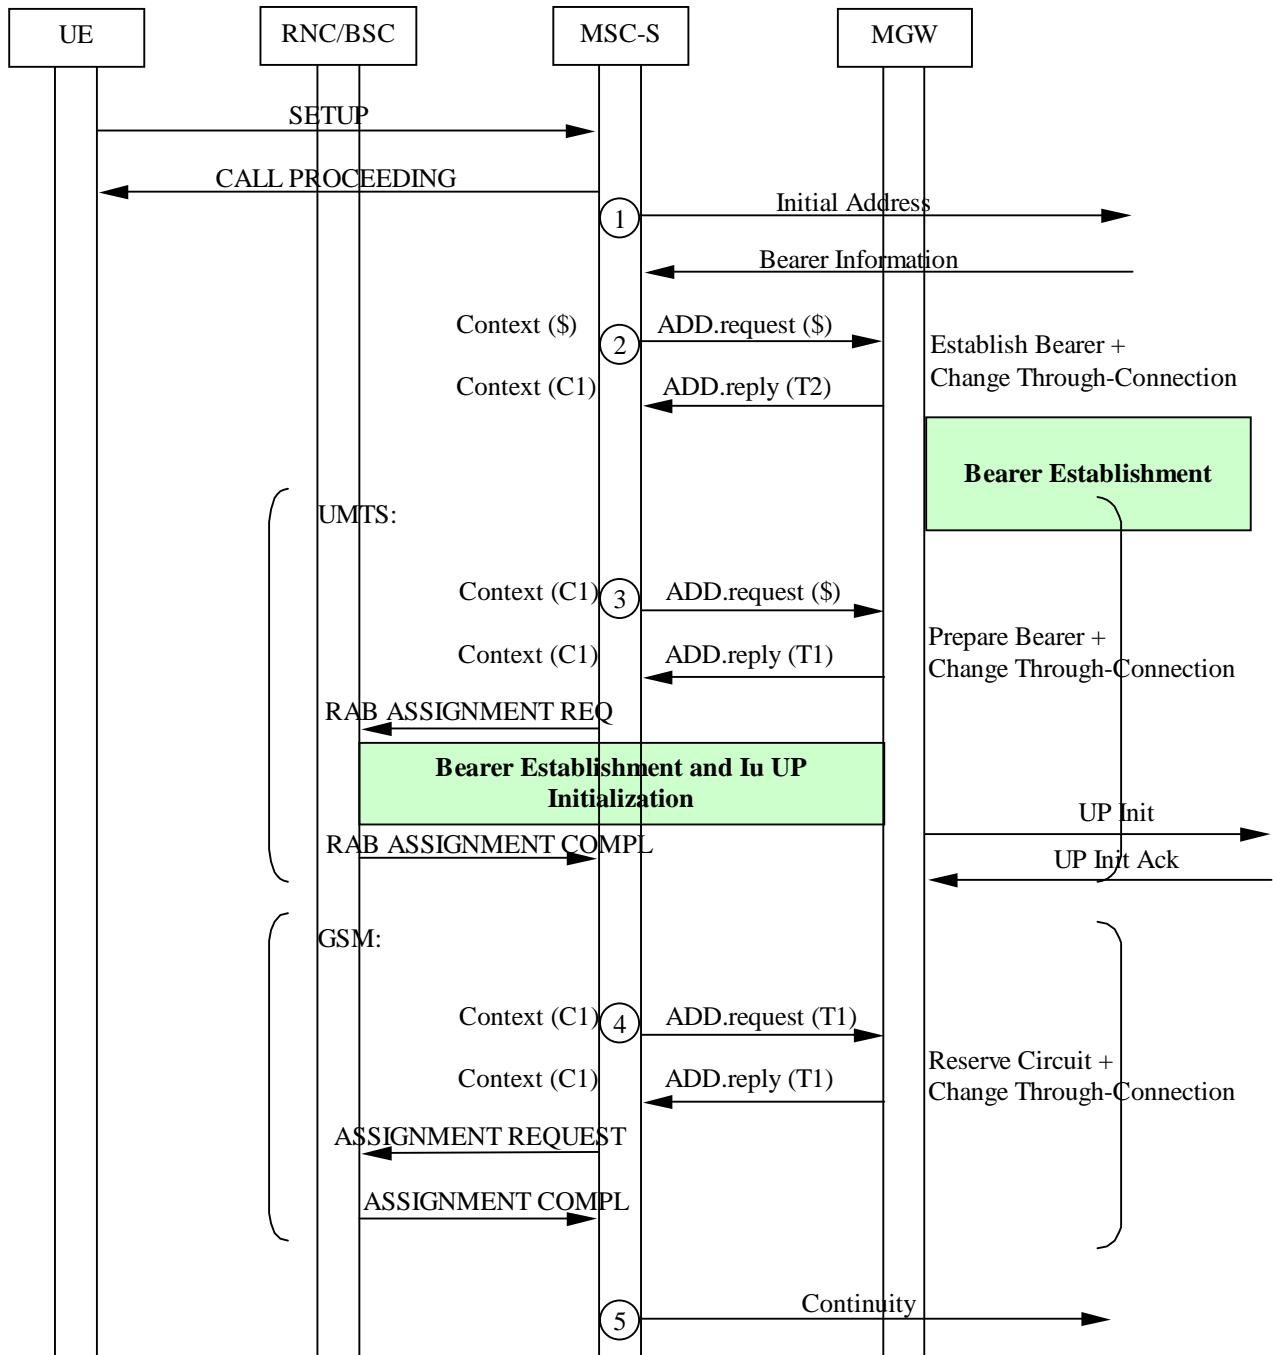 UE
RNC/BSC
MSC-S
MGW
SETUP
CALL PROCEEDING
1
Initial Address
Bearer Information
Context ($)
2
ADD.request ($)
Establish Bearer +
Change Through-Connection
Context (C1)
ADD.reply (T2)
Bearer Establishment
UMTS:
Context (C1)
3
ADD.request ($)
Prepare Bearer +
Change Through-Connection
Context (C1)
ADD.reply (T1)
RAB ASSIGNMENT REQ
Bearer Establishment and Iu UP
Initialization
UP Init
RAB ASSIGNMENT COMPL
UP Init Ack
GSM:
Context (C1)
4
ADD.request (T1)
Reserve Circuit +
Change Through-Connection
Context (C1)
ADD.reply (T1)
ASSIGNMENT REQUEST
ASSIGNMENT COMPL
5
Continuity